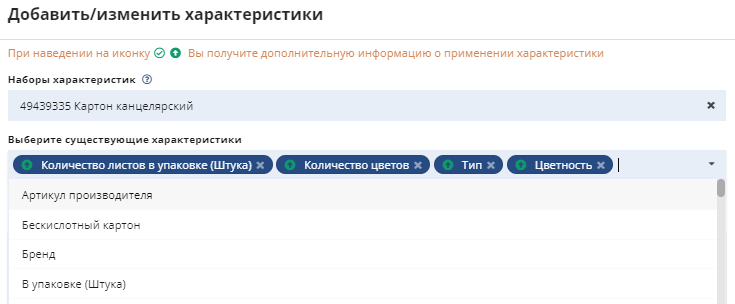 Добавить/изменить характеристики
При наведении на иконку Вы получите дополнительную информацию о применении характеристики
Наборы характеристик ?
49439335 Картон канцелярский ×
Выберите существующие характеристики
Количество листов в упаковке (Штука) × Количество цветов × Тип × Цветность ×
Артикул производителя
Бескислотный картон
Бренд
В упаковке (Штука)